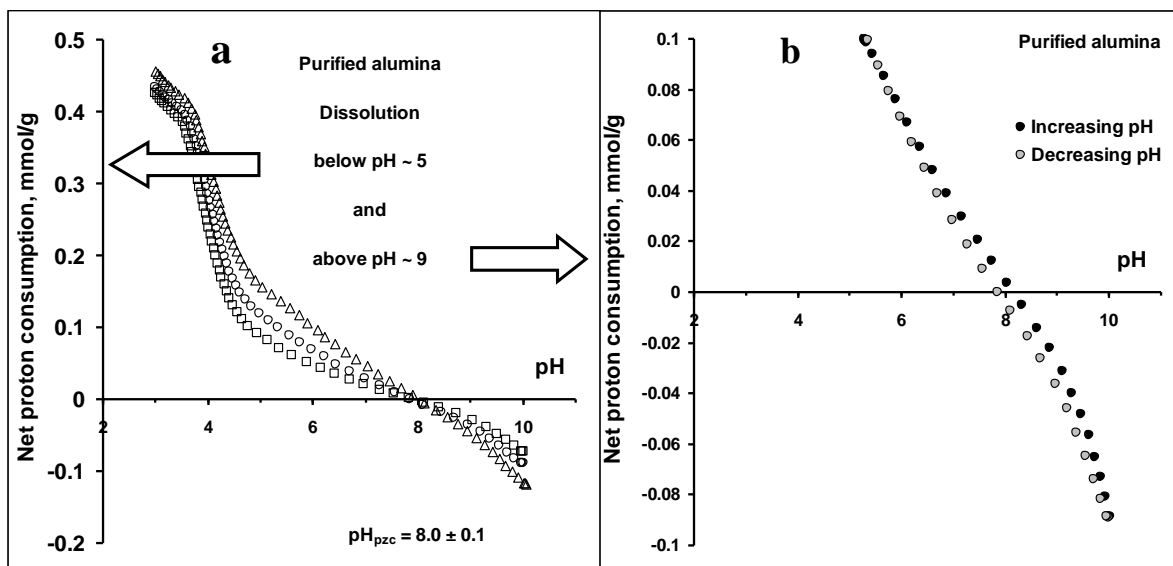 a
Purified alumina
Dissolution
below pH ~ 5
and
above pH ~ 9
Net proton consumption, mmol/g
0.5
0.4
0.3
0.2
0.1
0
-0.1
-0.2
2
4
6
8
10
pH
pHpzc = 8.0 ± 0.1
b
Purified alumina
Increasing pH
Decreasing pH
Net proton consumption, mmol/g
0.1
0.08
0.06
0.04
0.02
0
-0.02
-0.04
-0.06
-0.08
-0.1
2
4
6
8
10
pH